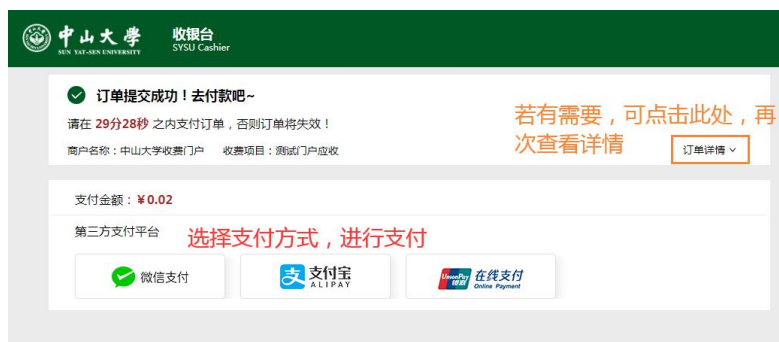 中山大學 收银台
SUN YAT-SEN UNIVERSITY SYSU Cashier
订单提交成功！去付款吧~
请在 29分28秒 之内支付订单，否则订单将失效！
若有需要，可点击此处，再
次查看详情
商户名称：中山大学收费门户 收费项目：测试门户应收
订单详情
支付金额：￥0.02
第三方支付平台
选择支付方式，进行支付
微信支付
支 支付宝
ALIPAY
UnionPay 银联 在线支付
Online Payment